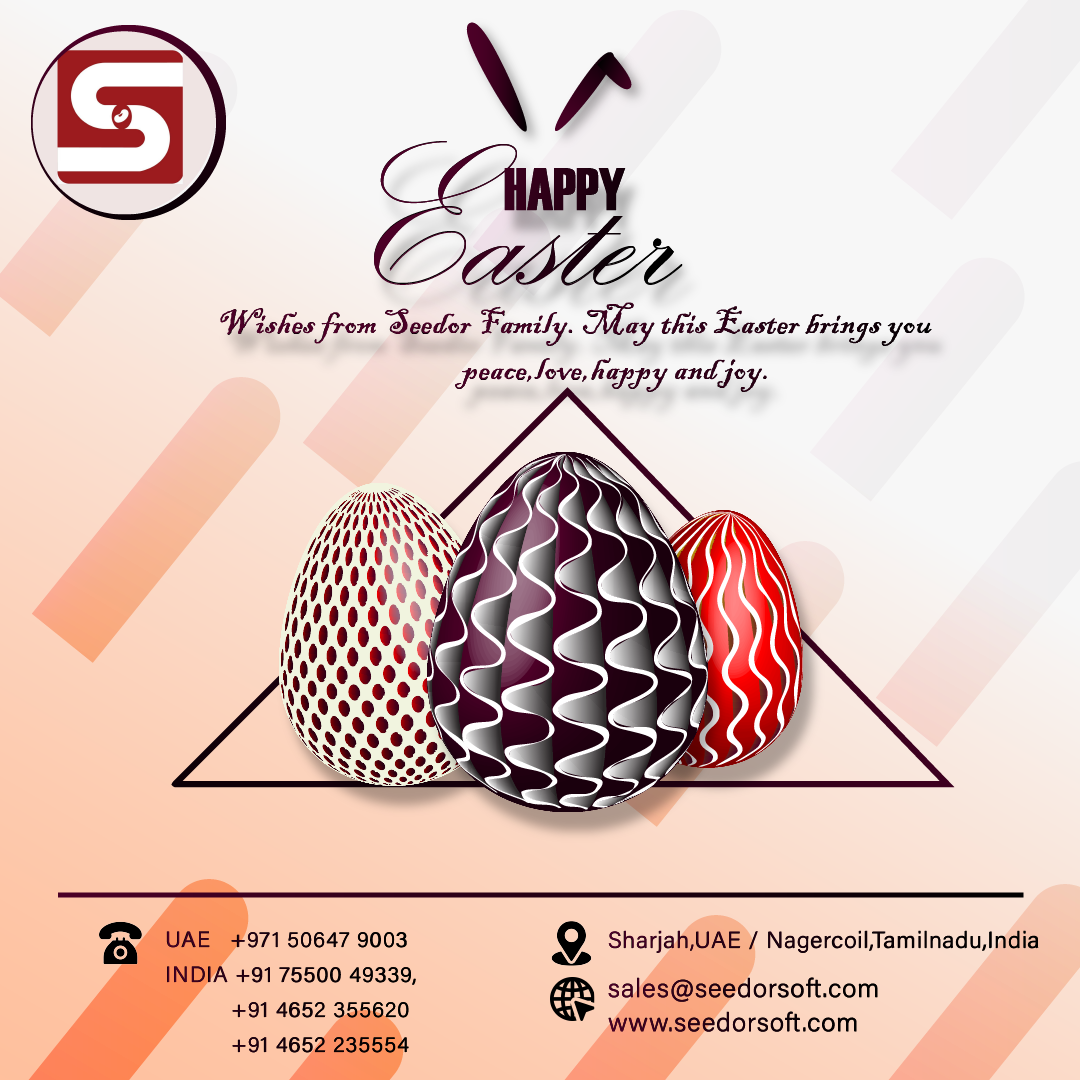 HAPPY
Easter
Wishes from Seedor Family. May this Easter brings you
peace,love,happy and joy.
UAE +971 50647 9003
INDIA +91 75500 49339,
+91 4652 355620
+91 4652 235554
Sharjah,UAE / Nagercoil,Tamilnadu,India
sales@seedorsoft.com
www.seedorsoft.com